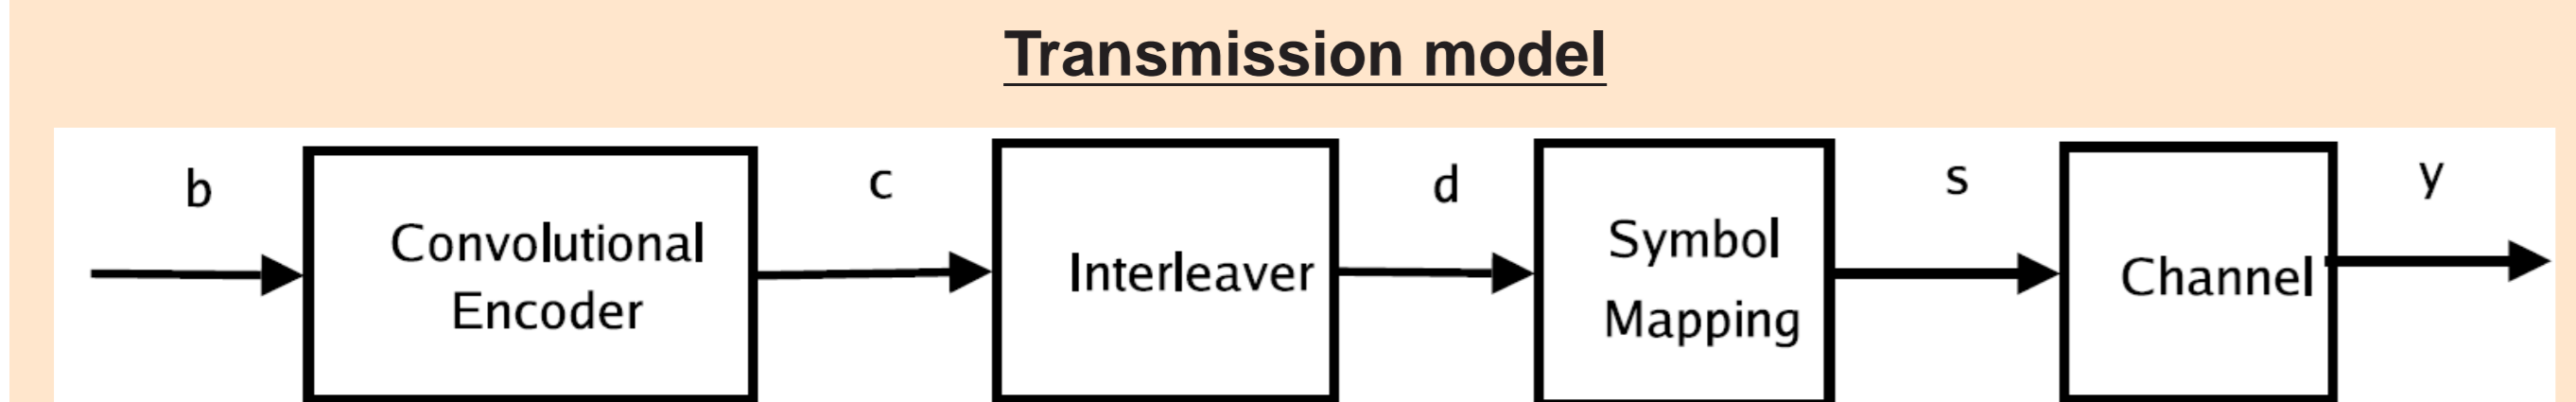 Transmission model
b
Convolutional
Encoder
c
Interleaver
d
Symbol
Mapping
s
Channel
y